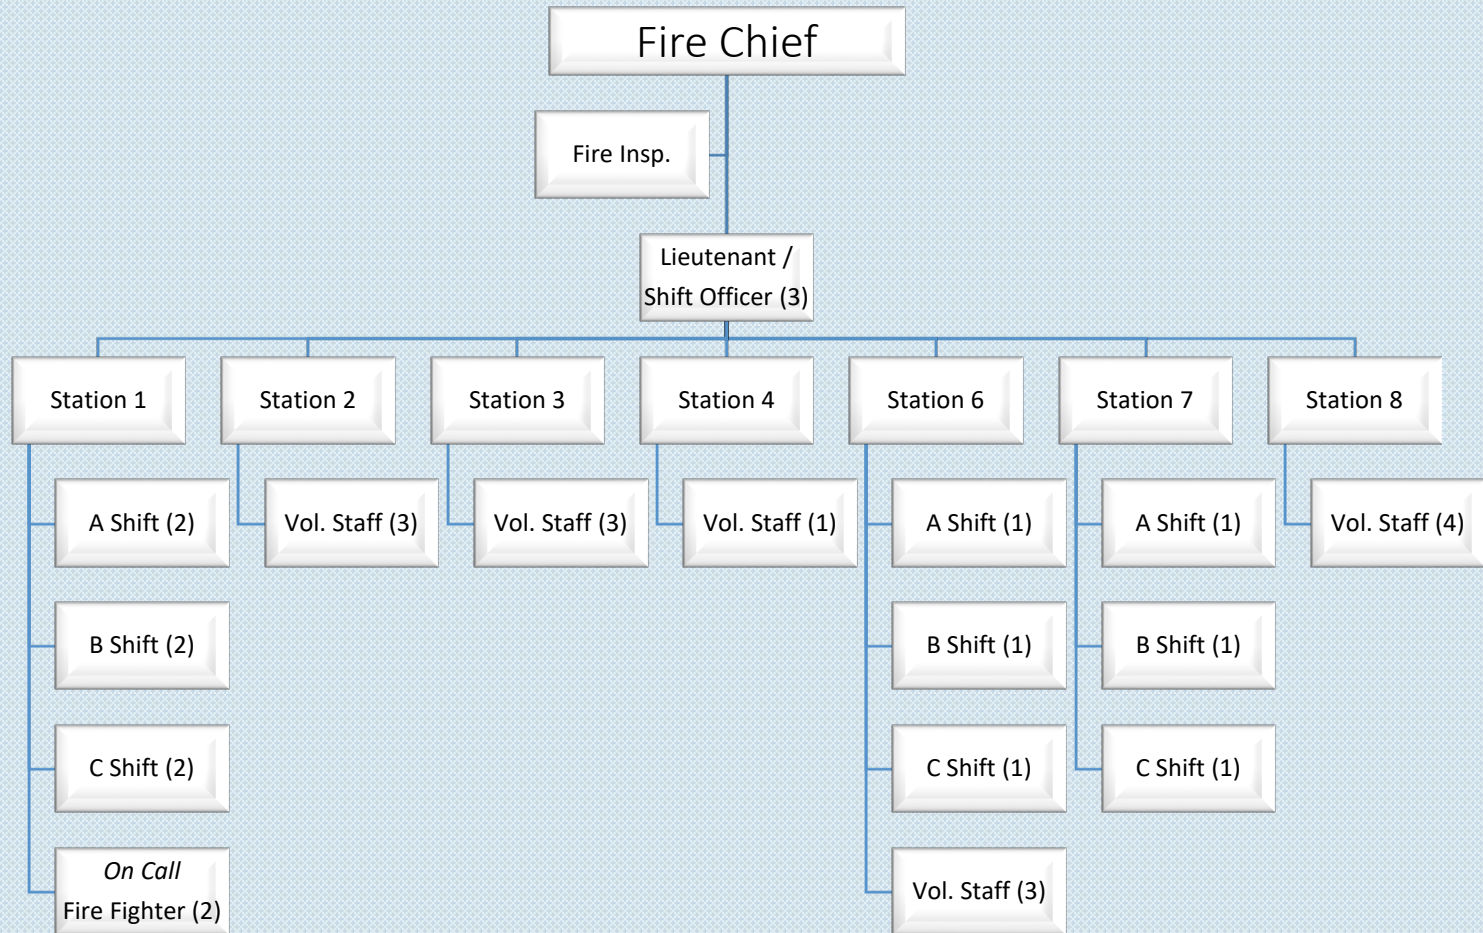 Fire Chief
Fire Insp.
Lieutenant /
Shift Officer (3)
Station 1
Station 2
Station 3
Station 4
Station 6
Station 7
Station 8
A Shift (2)
Vol. Staff (3)
Vol. Staff (3)
Vol. Staff (1)
A Shift (1)
A Shift (1)
Vol. Staff (4)
B Shift (2)
B Shift (1)
B Shift (1)
C Shift (2)
C Shift (1)
C Shift (1)
On Call
Fire Fighter (2)
Vol. Staff (3)